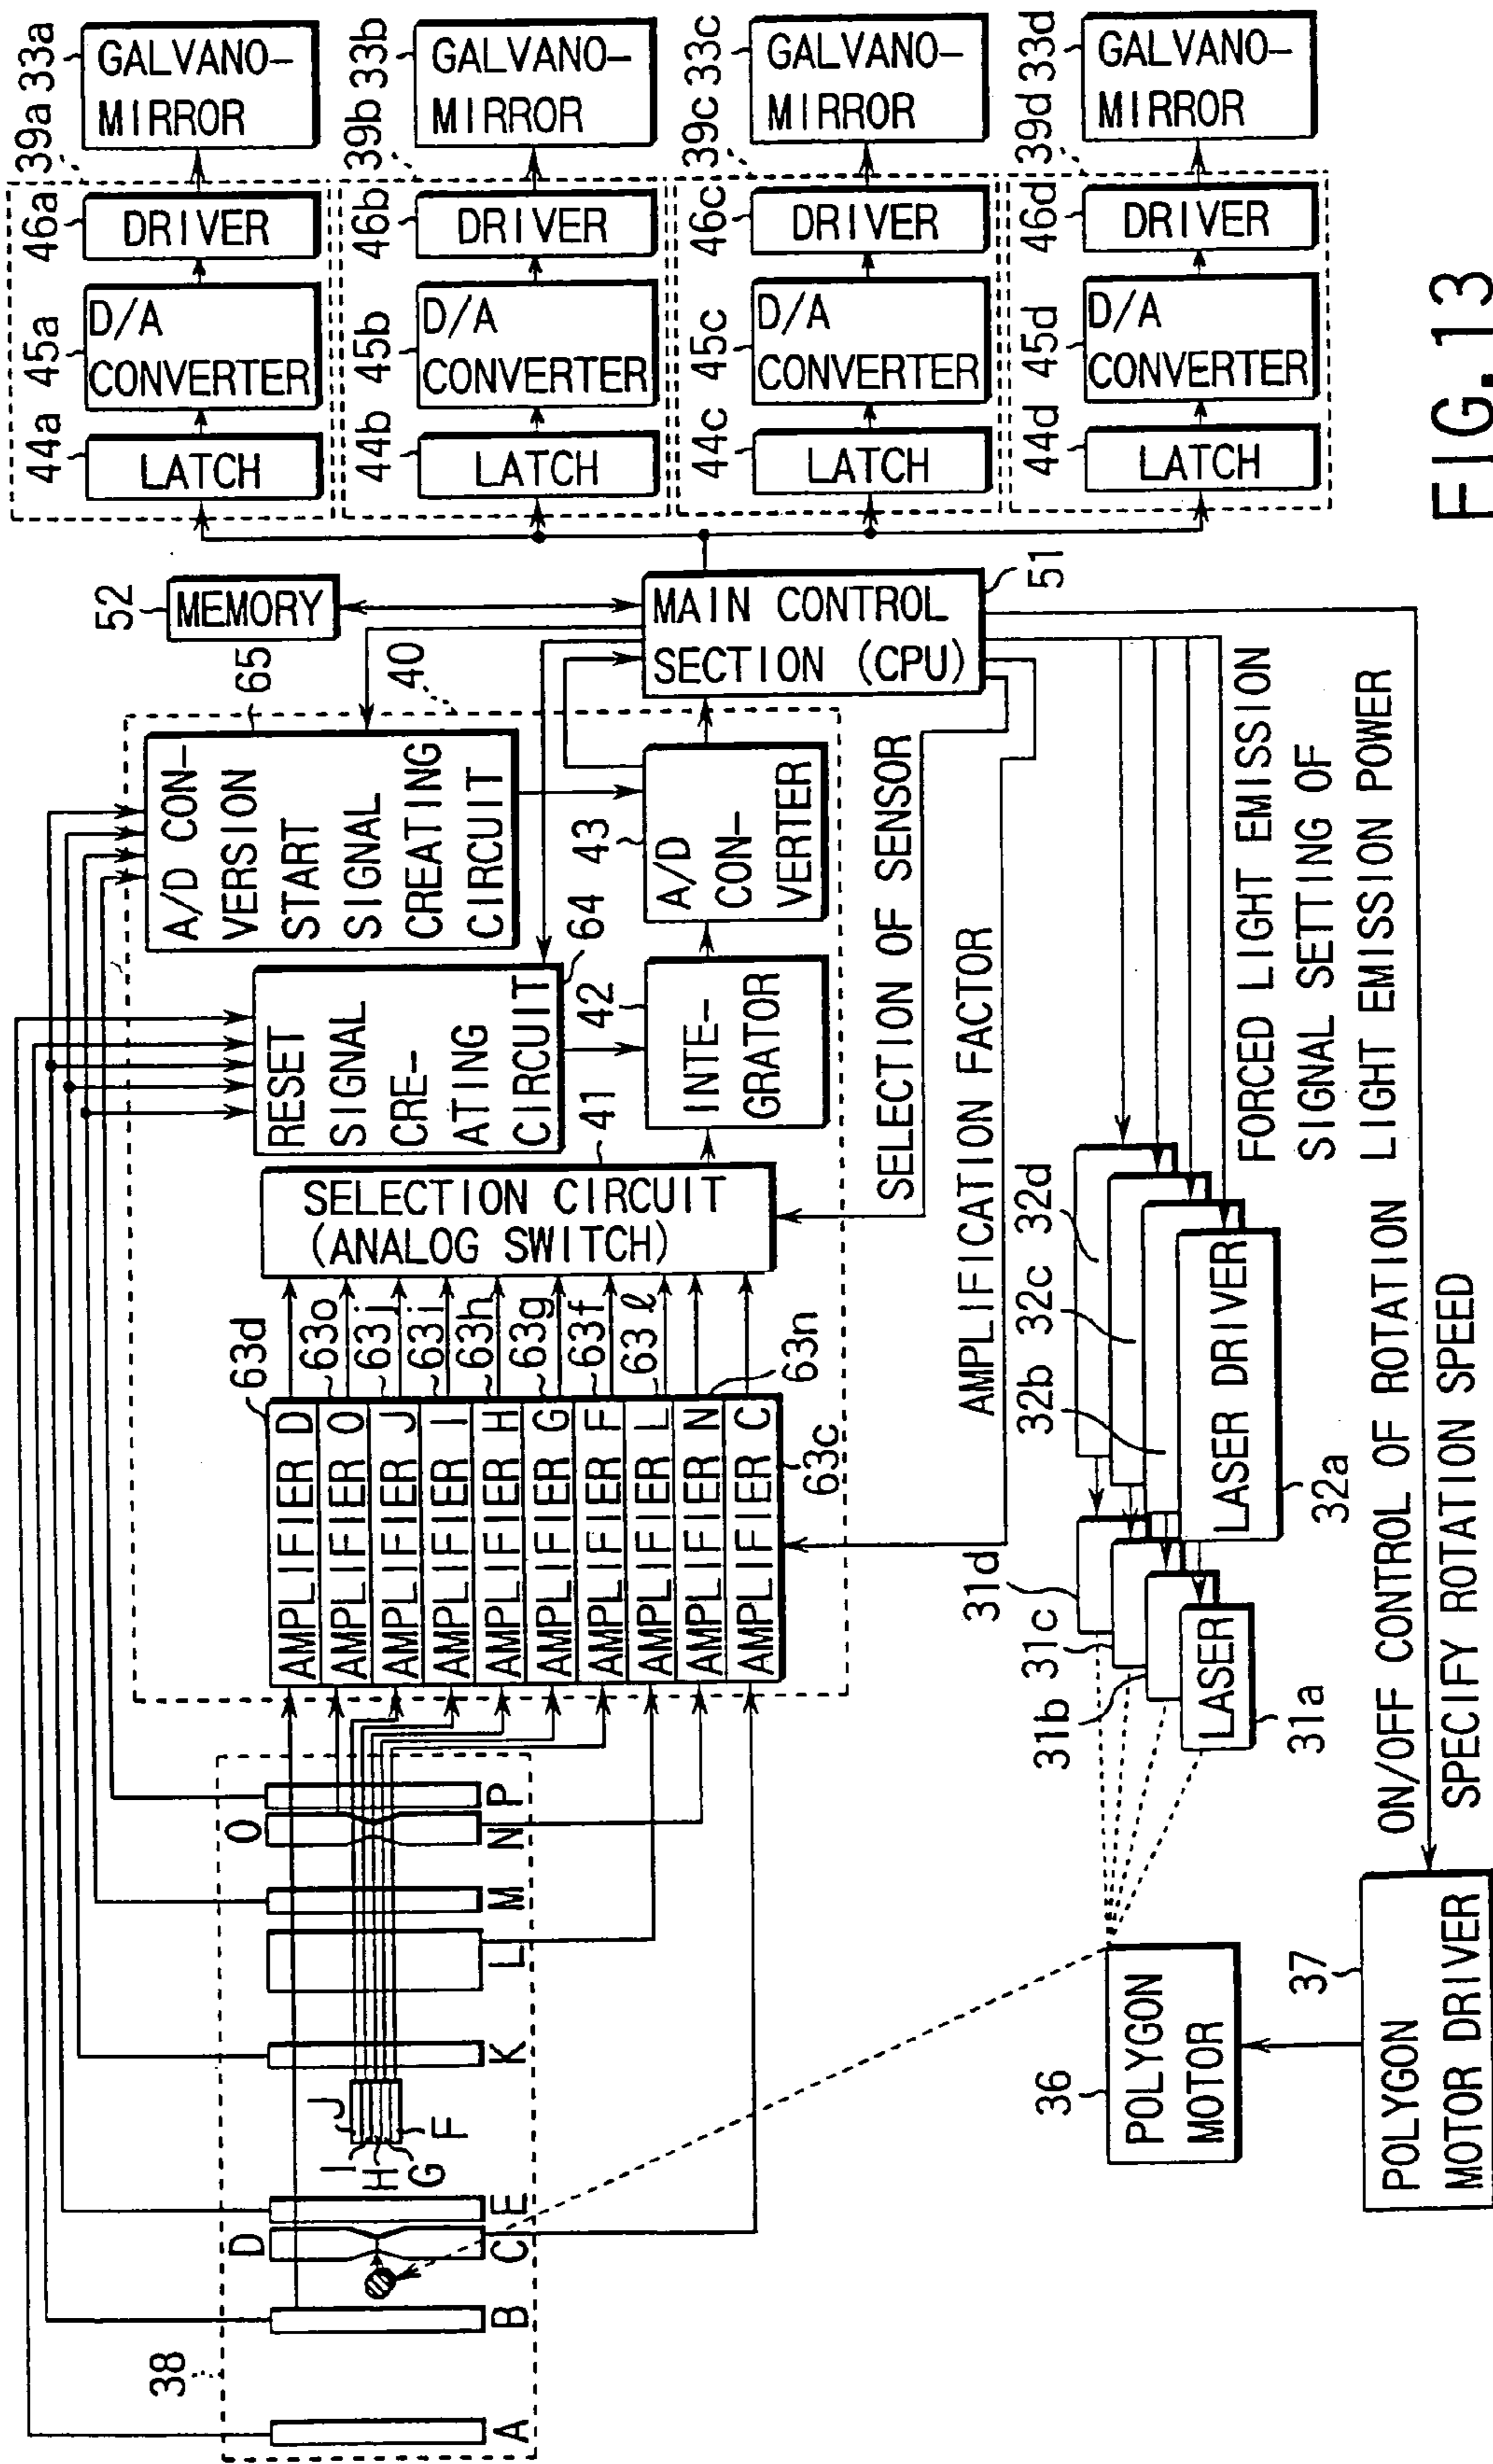 38
A
B
D
C
E
I
H
G
J
F
K
L
M
O
N
P
63d
AMPLIFIER D
AMPLIFIER O
AMPLIFIER J
AMPLIFIER I
AMPLIFIER H
AMPLIFIER G
AMPLIFIER F
AMPLIFIER L
AMPLIFIER N
AMPLIFIER C
63o
63j
63i
63h
63g
63f
63ℓ
63n
63c
SELECTION CIRCUIT
(ANALOG SWITCH)
41
RESET
SIGNAL
CRE-
ATING
CIRCUIT
64
A/D CON-
VERSION
START
SIGNAL
CREATING
CIRCUIT
65
40
INTE-
GRATOR
42
A/D
CON-
VERTER
43
MEMORY
52
MAIN CONTROL
SECTION (CPU)
51
SELECTION OF SENSOR
AMPLIFICATION FACTOR
44a
LATCH
45a
D/A
CONVERTER
46a
DRIVER
39a
33a
GALVANO-
MIRROR
44b
LATCH
45b
D/A
CONVERTER
46b
DRIVER
39b
33b
GALVANO-
MIRROR
44c
LATCH
45c
D/A
CONVERTER
46c
DRIVER
39c
33c
GALVANO-
MIRROR
44d
LATCH
45d
D/A
CONVERTER
46d
DRIVER
39d
33d
GALVANO-
MIRROR
31d
31c
31b
LASER
31a
32d
32c
32b
LASER DRIVER
32a
FORCED LIGHT EMISSION
SIGNAL SETTING OF
LIGHT EMISSION POWER
36
POLYGON
MOTOR
37
POLYGON
MOTOR DRIVER
ON/OFF CONTROL OF ROTATION
SPECIFY ROTATION SPEED
FIG. 13